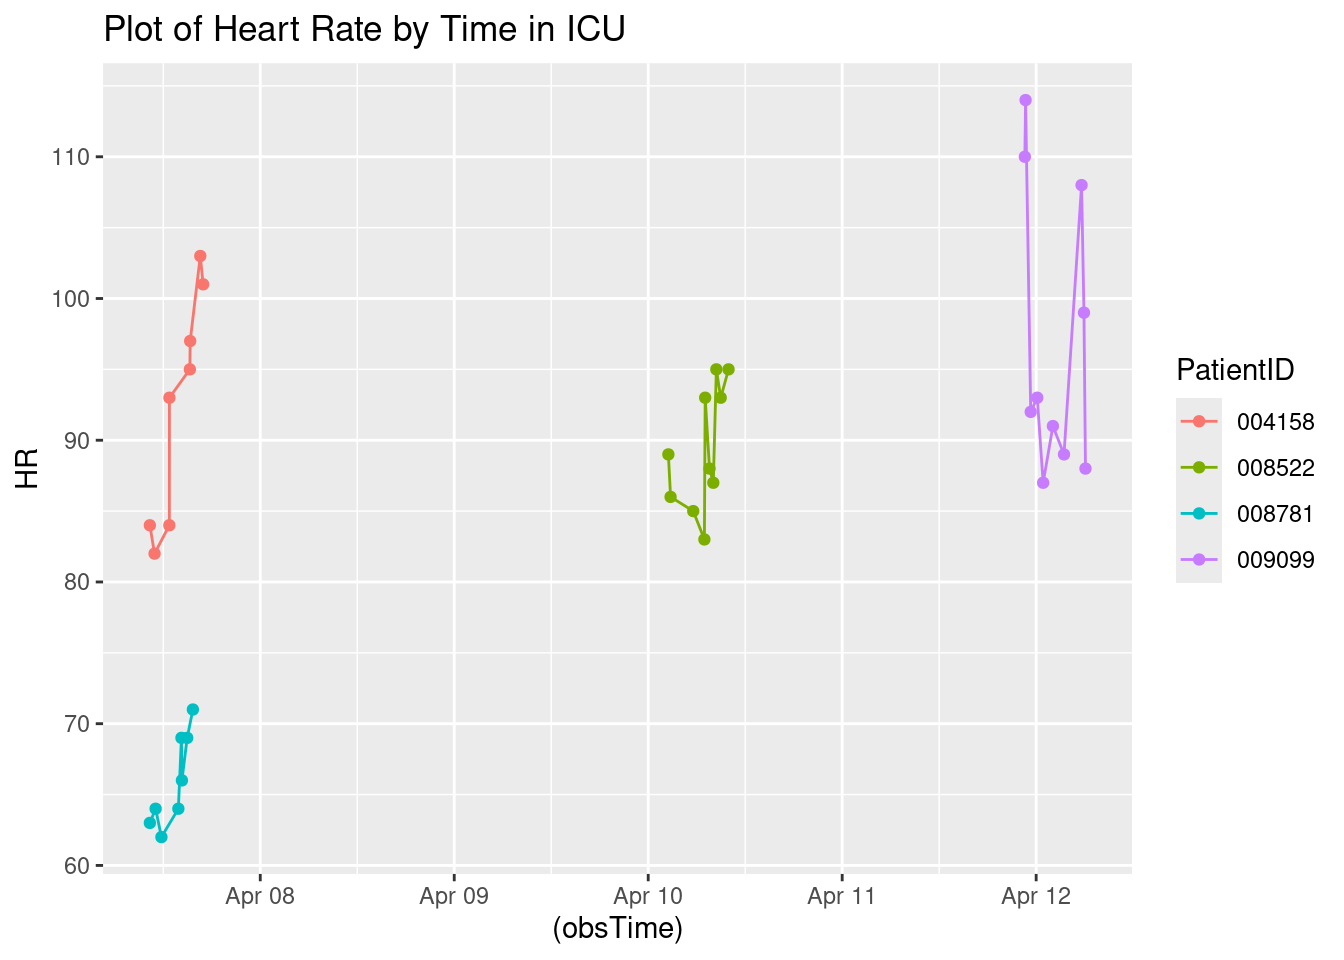 Plot of Heart Rate by Time in ICU
110
100
90
80
70
60
HR
Apr 08
Apr 09
Apr 10
Apr 11
Apr 12
(obsTime)
PatientID
004158
008522
008781
009099